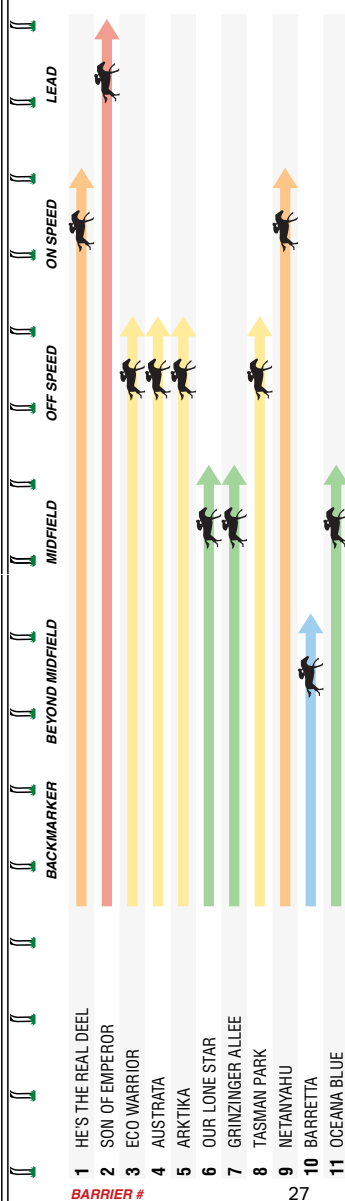 BACKMARKER BEYOND MIDFIELD MIDFIELD OFF SPEED ON SPEED LEAD
1 HE'S THE REAL DEEL
2 SON OF EMPEROR
3 ECO WARRIOR
4 AUSTRATA
5 ARKTIKA
6 OUR LONE STAR
7 GRINZINGER ALLEE
8 TASMAN PARK
9 NETANYAHU
10 BARRETTA
11 OCEANA BLUE
BARRIER #
27